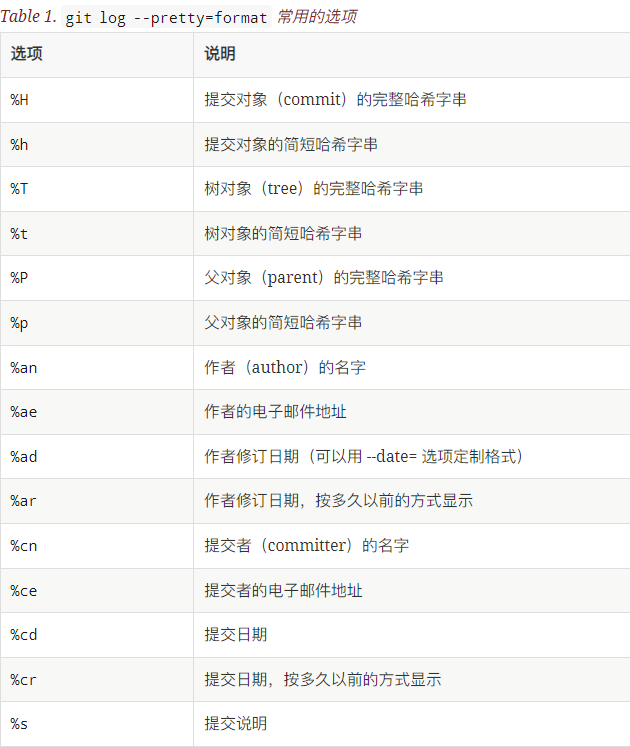 Table 1. git log --pretty=format 常用的选项
选项 说明
%H 提交对象（commit）的完整哈希字串
%h 提交对象的简短哈希字串
%T 树对象（tree）的完整哈希字串
%t 树对象的简短哈希字串
%P 父对象（parent）的完整哈希字串
%p 父对象的简短哈希字串
%an 作者（author）的名字
%ae 作者的电子邮件地址
%ad 作者修订日期（可以用 --date= 选项定制格式）
%ar 作者修订日期，按多久以前的方式显示
%cn 提交者（committer）的名字
%ce 提交者的电子邮件地址
%cd 提交日期
%cr 提交日期，按多久以前的方式显示
%s 提交说明